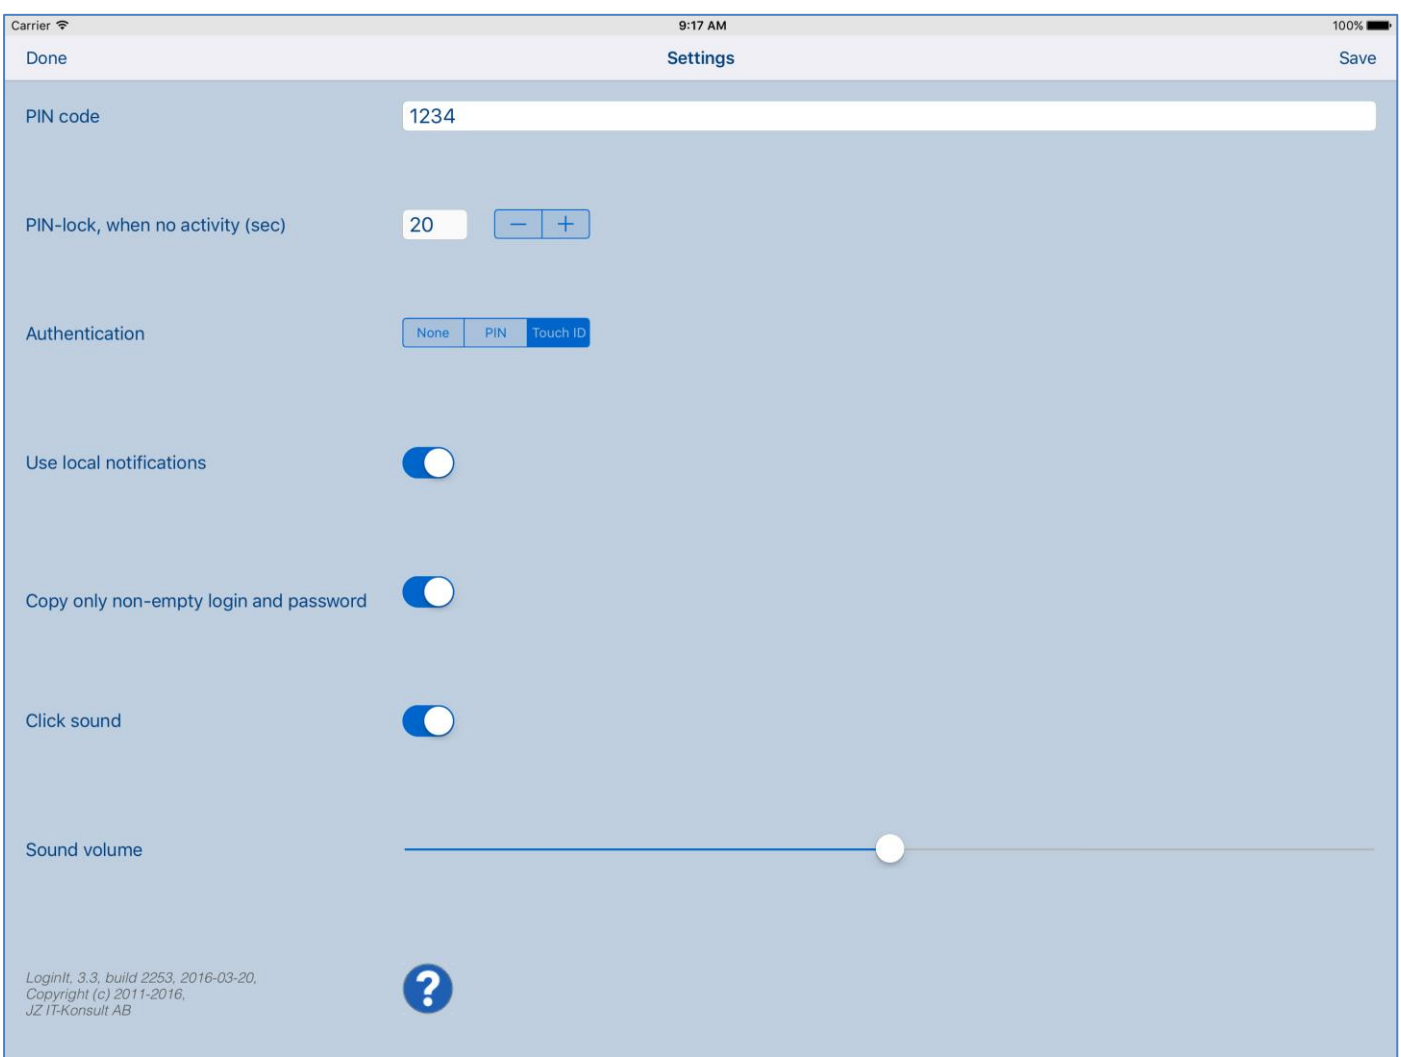 Carrier 9:17 AM 100%
Done Settings Save
PIN code 1234
PIN-lock, when no activity (sec) 20 − +
Authentication None PIN Touch ID
Use local notifications
Copy only non-empty login and password
Click sound
Sound volume
LoginIt, 3.3, build 2253, 2016-03-20,
Copyright (c) 2011-2016,
JZ IT-Konsult AB
?